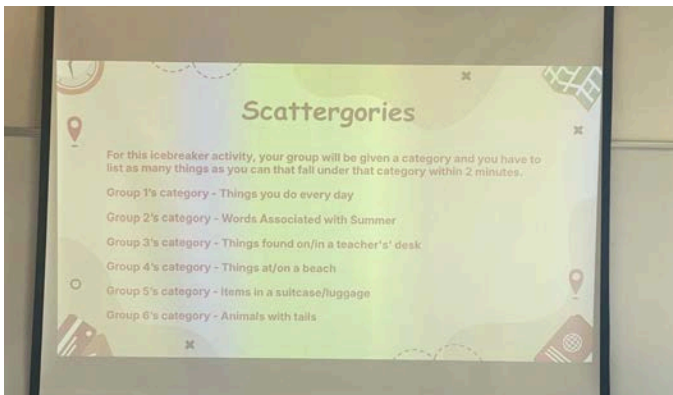 Scattergories
For this icebreaker activity, your group will be given a category and you have to
list as many things as you can that fall under that category within 2 minutes.
Group 1's category - Things you do every day
Group 2's category - Words Associated with Summer
Group 3's category - Things found on/in a teacher's' desk
Group 4's category - Things at/on a beach
Group 5's category - Items in a suitcase/luggage
Group 6's category - Animals with tails